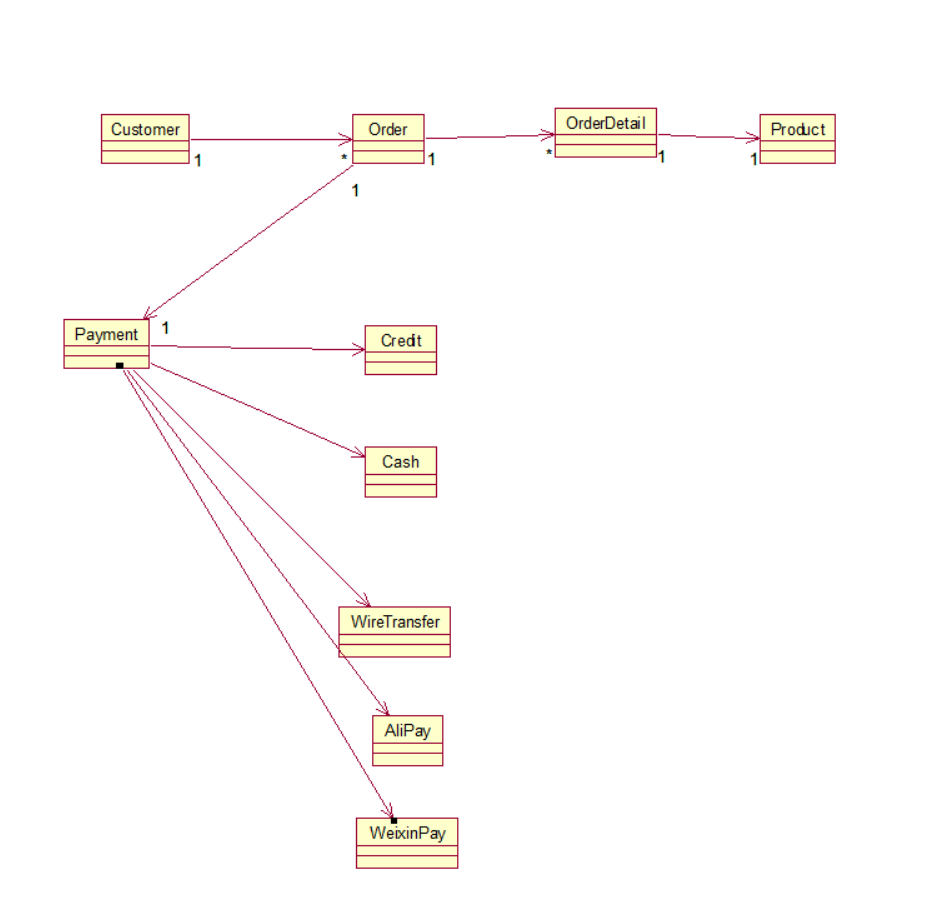 Customer
Order
OrderDetail
Product
1
*
1
*
1
1
1
Payment
1
Credit
Cash
WireTransfer
AliPay
WeixinPay